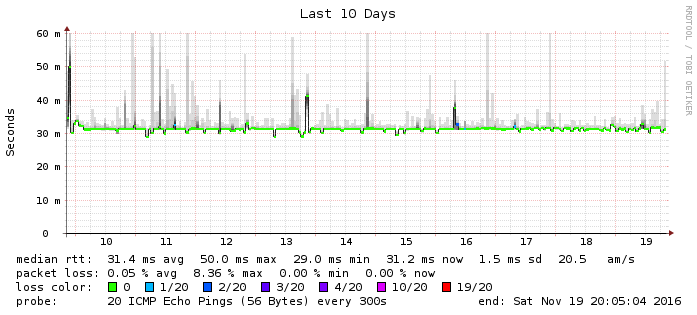 Last 10 Days
RRDTOOL / TOBI OETIKER
Seconds
60 m
50 m
40 m
30 m
20 m
10 m
0
10 11 12 13 14 15 16 17 18 19
median rtt: 31.4 ms avg 50.0 ms max 29.0 ms min 31.2 ms now 1.5 ms sd 20.5 am/s
packet loss: 0.05 % avg 8.36 % max 0.00 % min 0.00 % now
loss color: 0 1/20 2/20 3/20 4/20 10/20 19/20
probe: 20 ICMP Echo Pings (56 Bytes) every 300s end: Sat Nov 19 20:05:04 2016